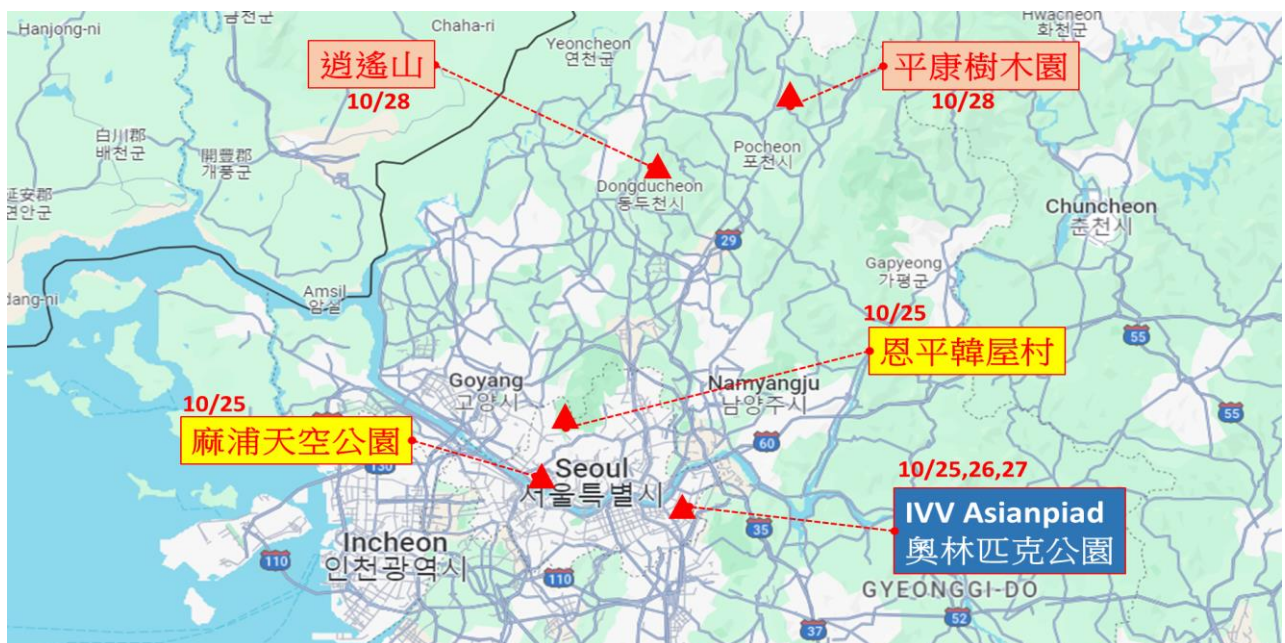 Hanjong-ni
금천군
Chaha-ri
Yeoncheon
연천군
Hwacheon
화천군
逍遙山
10/28
平康樹木園
10/28
白川郡
배천군
開豊郡
개풍군
延安郡
연안군
Pocheon
포천시
Dongducheon
동두천시
Chuncheon
춘천시
29
Gapyeong
가평군
Amsil
암실
dang-ni
10/25
恩平韓屋村
55
Goyang
고양시
Namyangju
남양주시
10/25
麻浦天空公園
55
60
130
Seoul
서울특별시
10/25,26,27
IVV Asianpiad
奧林匹克公園
35
Incheon
인천광역시
110
110
GYEONGGI-DO
52
37